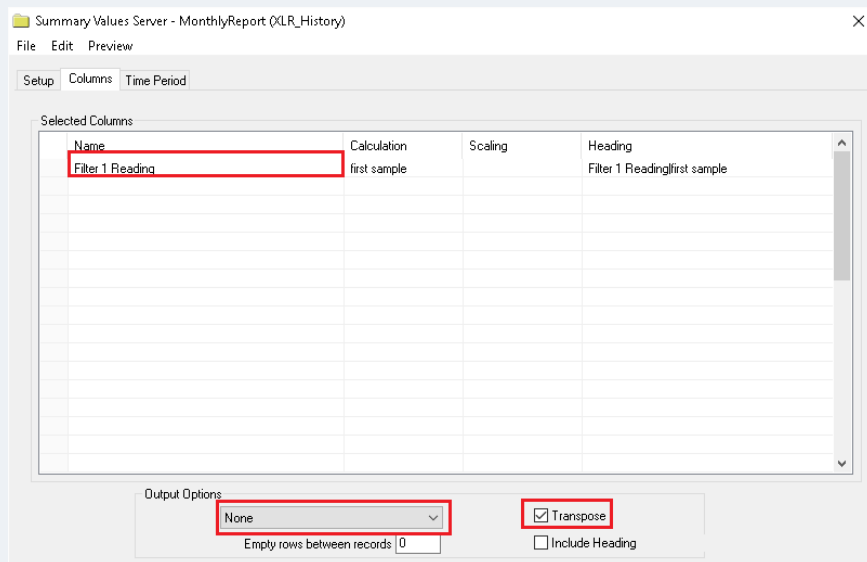 Summary Values Server - MonthlyReport (XLR_History)
File Edit Preview
Setup Columns Time Period
Selected Columns
Name Calculation Scaling Heading
Filter 1 Reading first sample Filter 1 Reading|first sample
Output Options
None Transpose
Empty rows between records 0 Include Heading